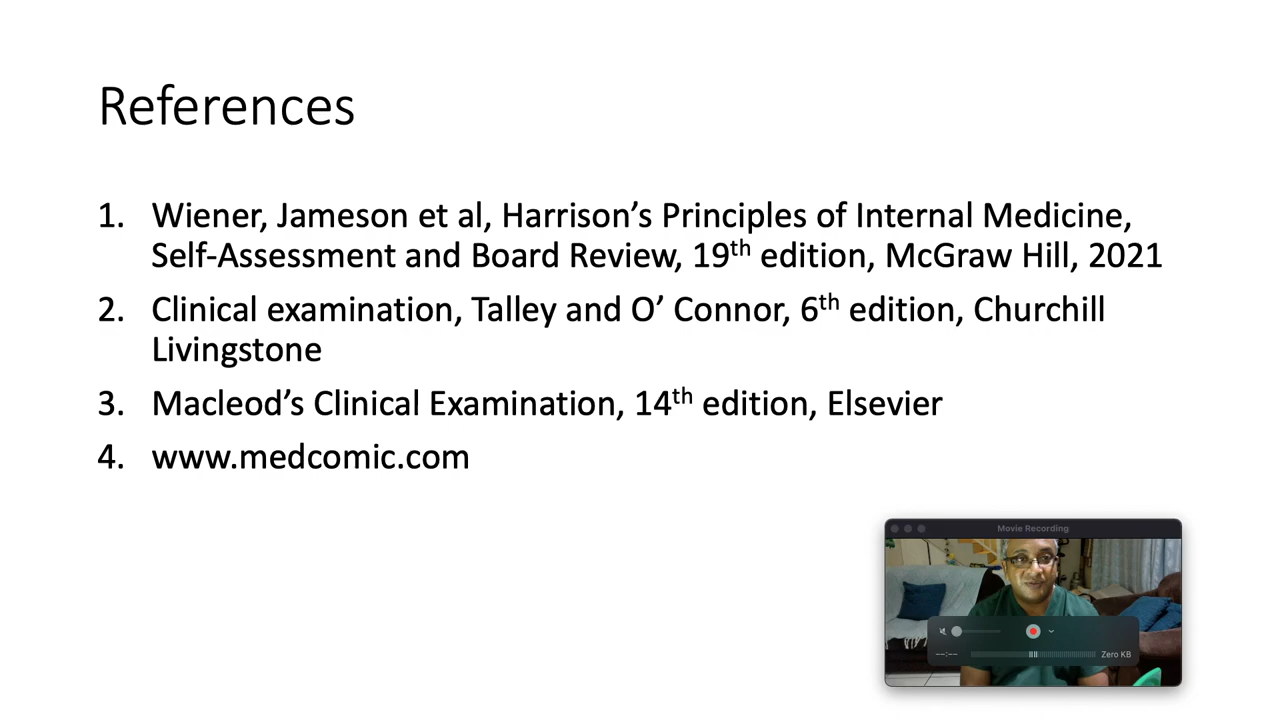 References
1. Wiener, Jameson et al, Harrison's Principles of Internal Medicine,
Self-Assessment and Board Review, 19th edition, McGraw Hill, 2021
2. Clinical examination, Talley and O' Connor, 6th edition, Churchill
Livingstone
3. Macleod's Clinical Examination, 14th edition, Elsevier
4. www.medcomic.com
Movie Recording
--:--
Zero KB